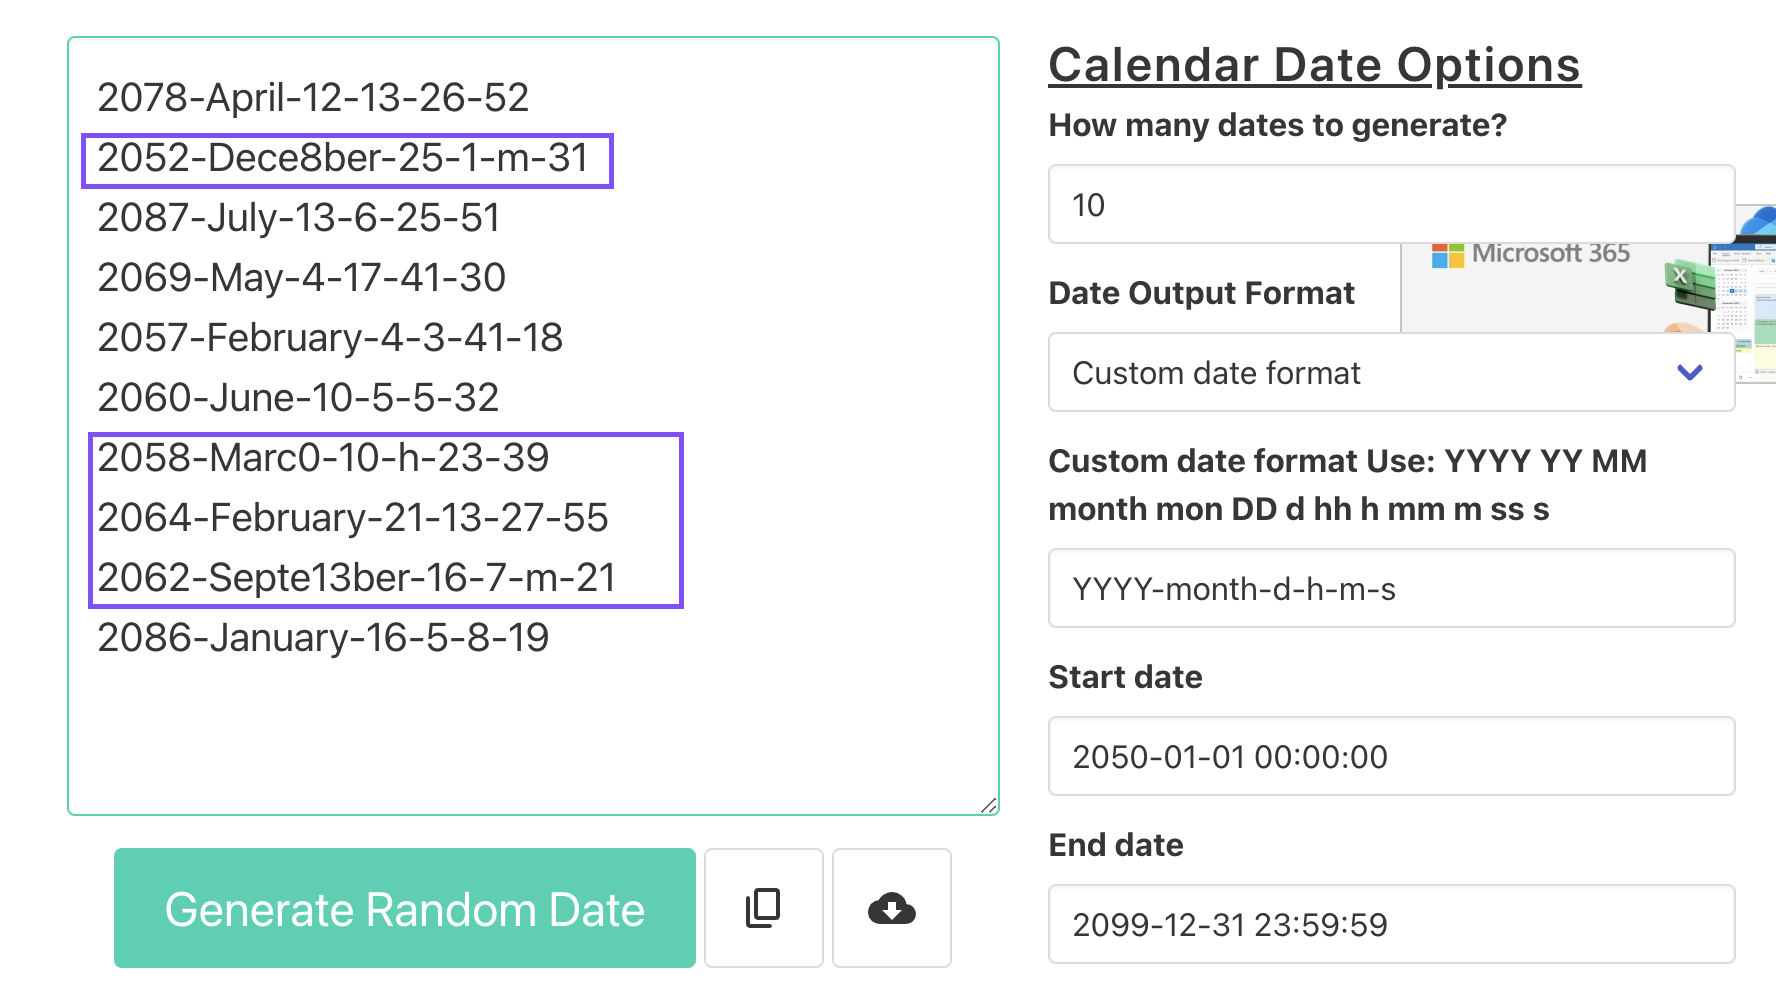 2078-April-12-13-26-52
2052-Dece8ber-25-1-m-31
2087-July-13-6-25-51
2069-May-4-17-41-30
2057-February-4-3-41-18
2060-June-10-5-5-32
2058-Marc0-10-h-23-39
2064-February-21-13-27-55
2062-Septe13ber-16-7-m-21
2086-January-16-5-8-19
Generate Random Date
Calendar Date Options
How many dates to generate?
10
Microsoft 365
X
Date Output Format
Custom date format
Custom date format Use: YYYY YY MM
month mon DD d hh h mm m ss s
YYYY-month-d-h-m-s
Start date
2050-01-01 00:00:00
End date
2099-12-31 23:59:59